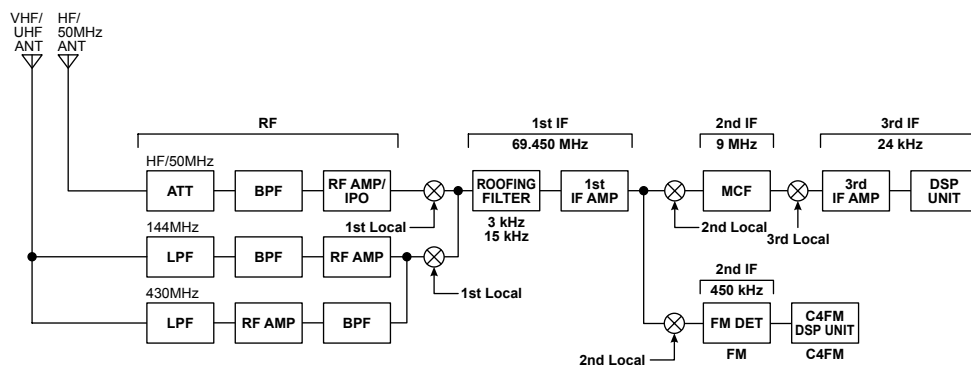 VHF/
UHF
ANT
HF/
50MHz
ANT
RF
1st IF
69.450 MHz
2nd IF
9 MHz
3rd IF
24 kHz
HF/50MHz
ATT
BPF
RF AMP/
IPO
1st Local
ROOFING
FILTER
3 kHz
15 kHz
1st
IF AMP
2nd Local
MCF
3rd Local
3rd
IF AMP
DSP
UNIT
144MHz
LPF
BPF
RF AMP
1st Local
430MHz
LPF
RF AMP
BPF
2nd IF
450 kHz
2nd Local
FM DET
FM
C4FM
DSP UNIT
C4FM